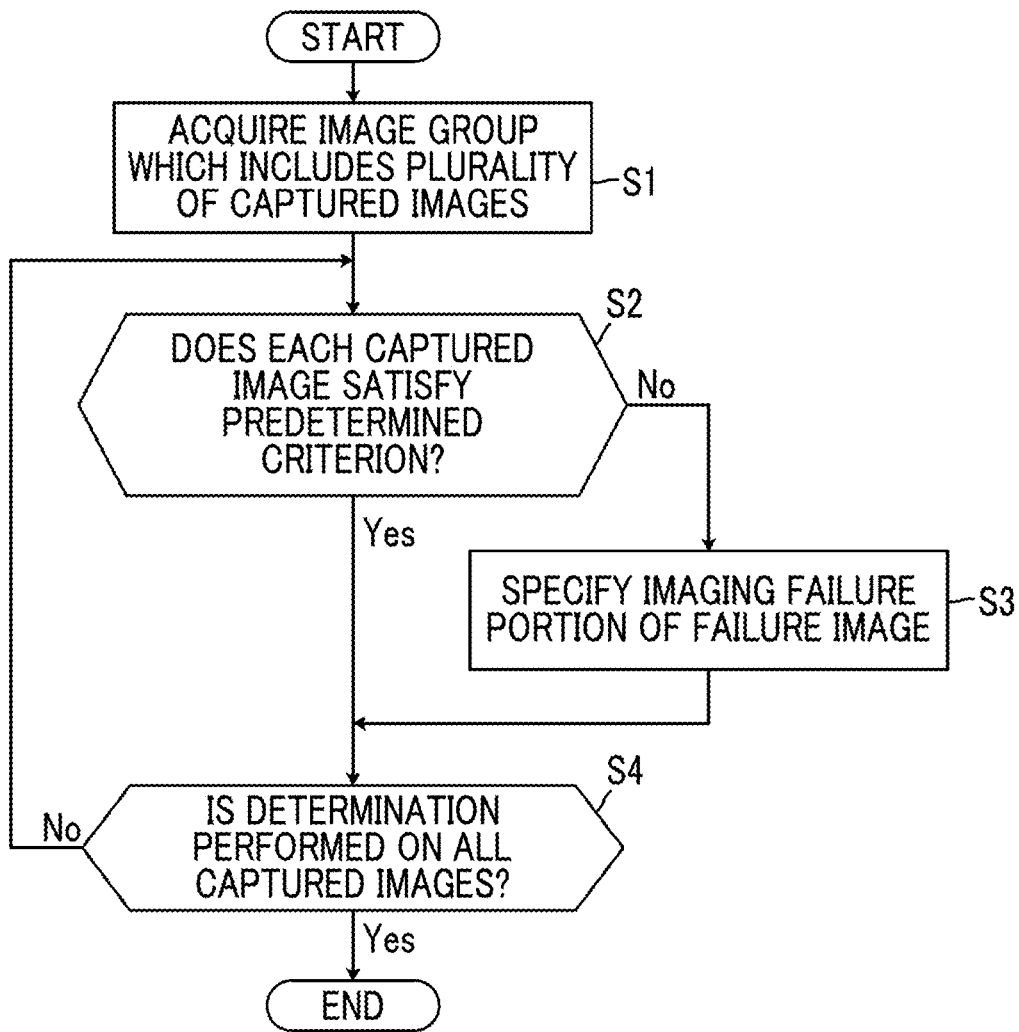 START
ACQUIRE IMAGE GROUP
WHICH INCLUDES PLURALITY
OF CAPTURED IMAGES
S1
S2
DOES EACH CAPTURED
IMAGE SATISFY
PREDETERMINED
CRITERION?
No
Yes
SPECIFY IMAGING FAILURE
PORTION OF FAILURE IMAGE
S3
S4
IS DETERMINATION
PERFORMED ON ALL
CAPTURED IMAGES?
No
Yes
END